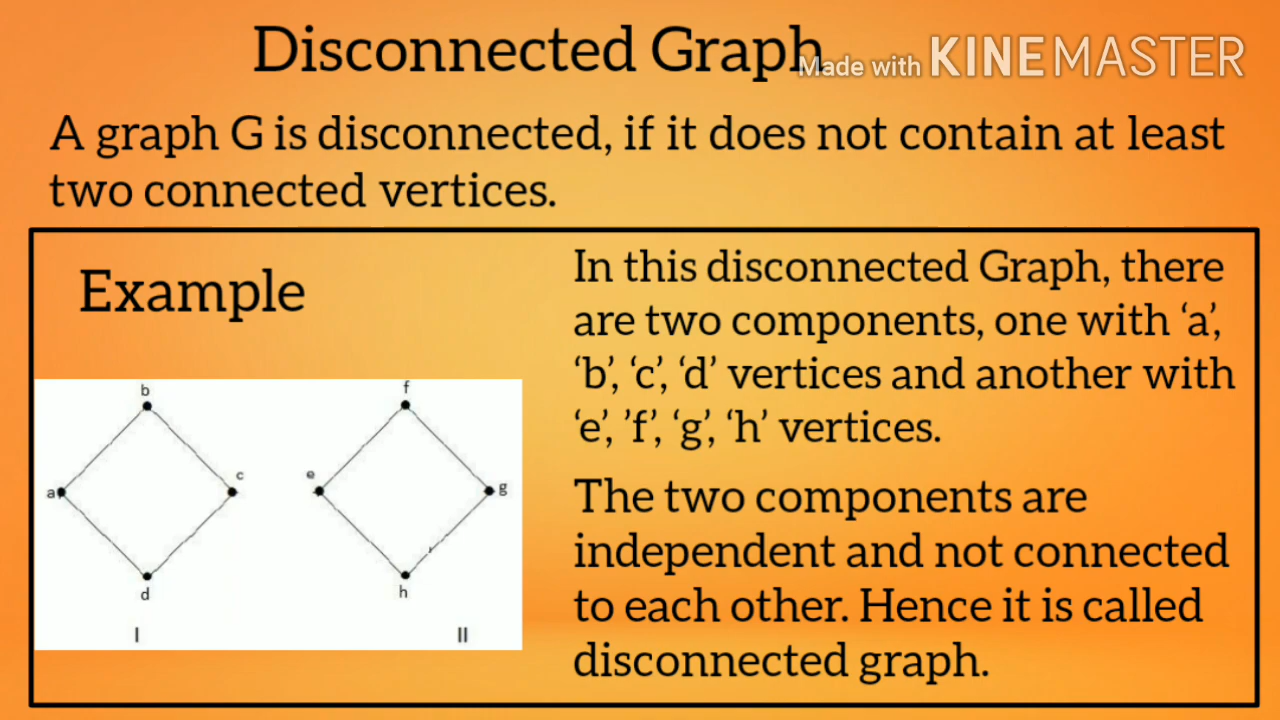 Disconnected Graph
Made with KINEMASTER
A graph G is disconnected, if it does not contain at least
two connected vertices.
Example
In this disconnected Graph, there
are two components, one with ‘a’,
‘b’, ‘c’, ‘d’ vertices and another with
‘e’, ’f’, ‘g’, ‘h’ vertices.
The two components are
independent and not connected
to each other. Hence it is called
disconnected graph.
b
f
c
e
a
g
d
h
I
II